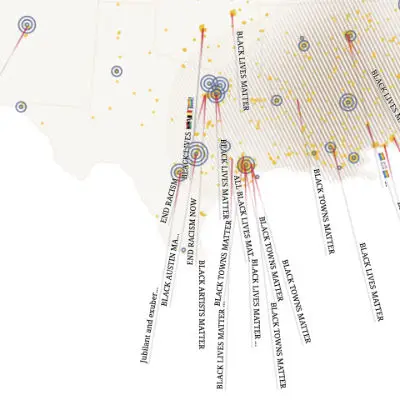 BLACK LIVES MATTER
BLACK LIVES
BLACK LIVES
END RACISM
BLACK LIVES MATTER
ALL BLACK LIVES MAT...
BLACK TOWNS MATTER
BLACK AUSTIN MA...
END RACISM NOW
BLACK TOWNS MATTER
BLACK TOWNS MATTER
BLACK LIVES MATTER
Jubilant and exuber...
BLACK ARTISTS MATTER
BLACK LIVES MATTER ...
BLACK LIVES MATTER ...
BLACK TOWNS MATTER
BLACK TOWNS MATTER